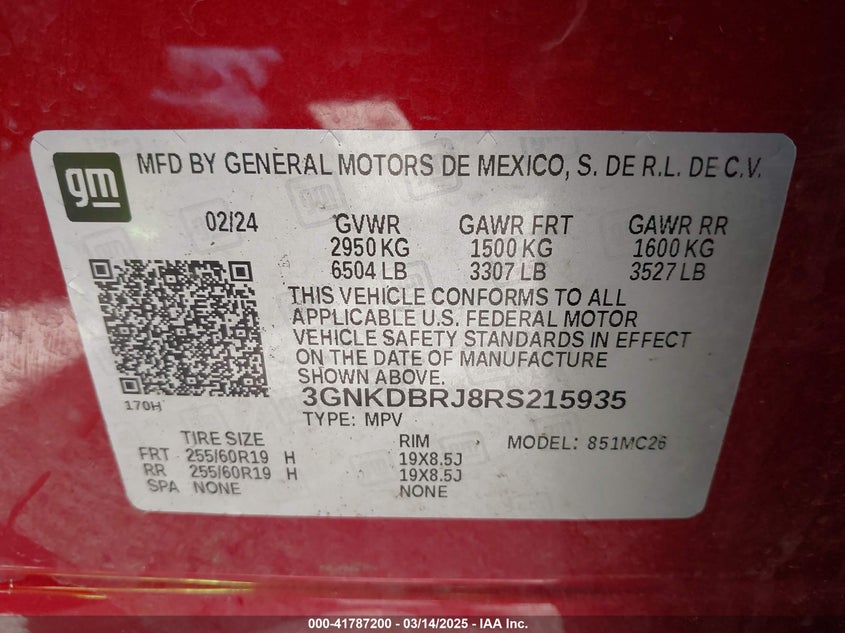 gm
MFD BY GENERAL MOTORS DE MEXICO, S. DE R.L. DE C.V.
02/24 GVWR GAWR FRT GAWR RR
2950 KG 1500 KG 1600 KG
6504 LB 3307 LB 3527 LB
THIS VEHICLE CONFORMS TO ALL
APPLICABLE U.S. FEDERAL MOTOR
VEHICLE SAFETY STANDARDS IN EFFECT
ON THE DATE OF MANUFACTURE
SHOWN ABOVE.
170H
3GNKDBRJ8RS215935
TYPE: MPV
TIRE SIZE RIM MODEL: 851MC26
FRT 255/60R19 H 19X8.5J
RR 255/60R19 H 19X8.5J
SPA NONE NONE
000-41787200 - 03/14/2025 - IAA Inc.